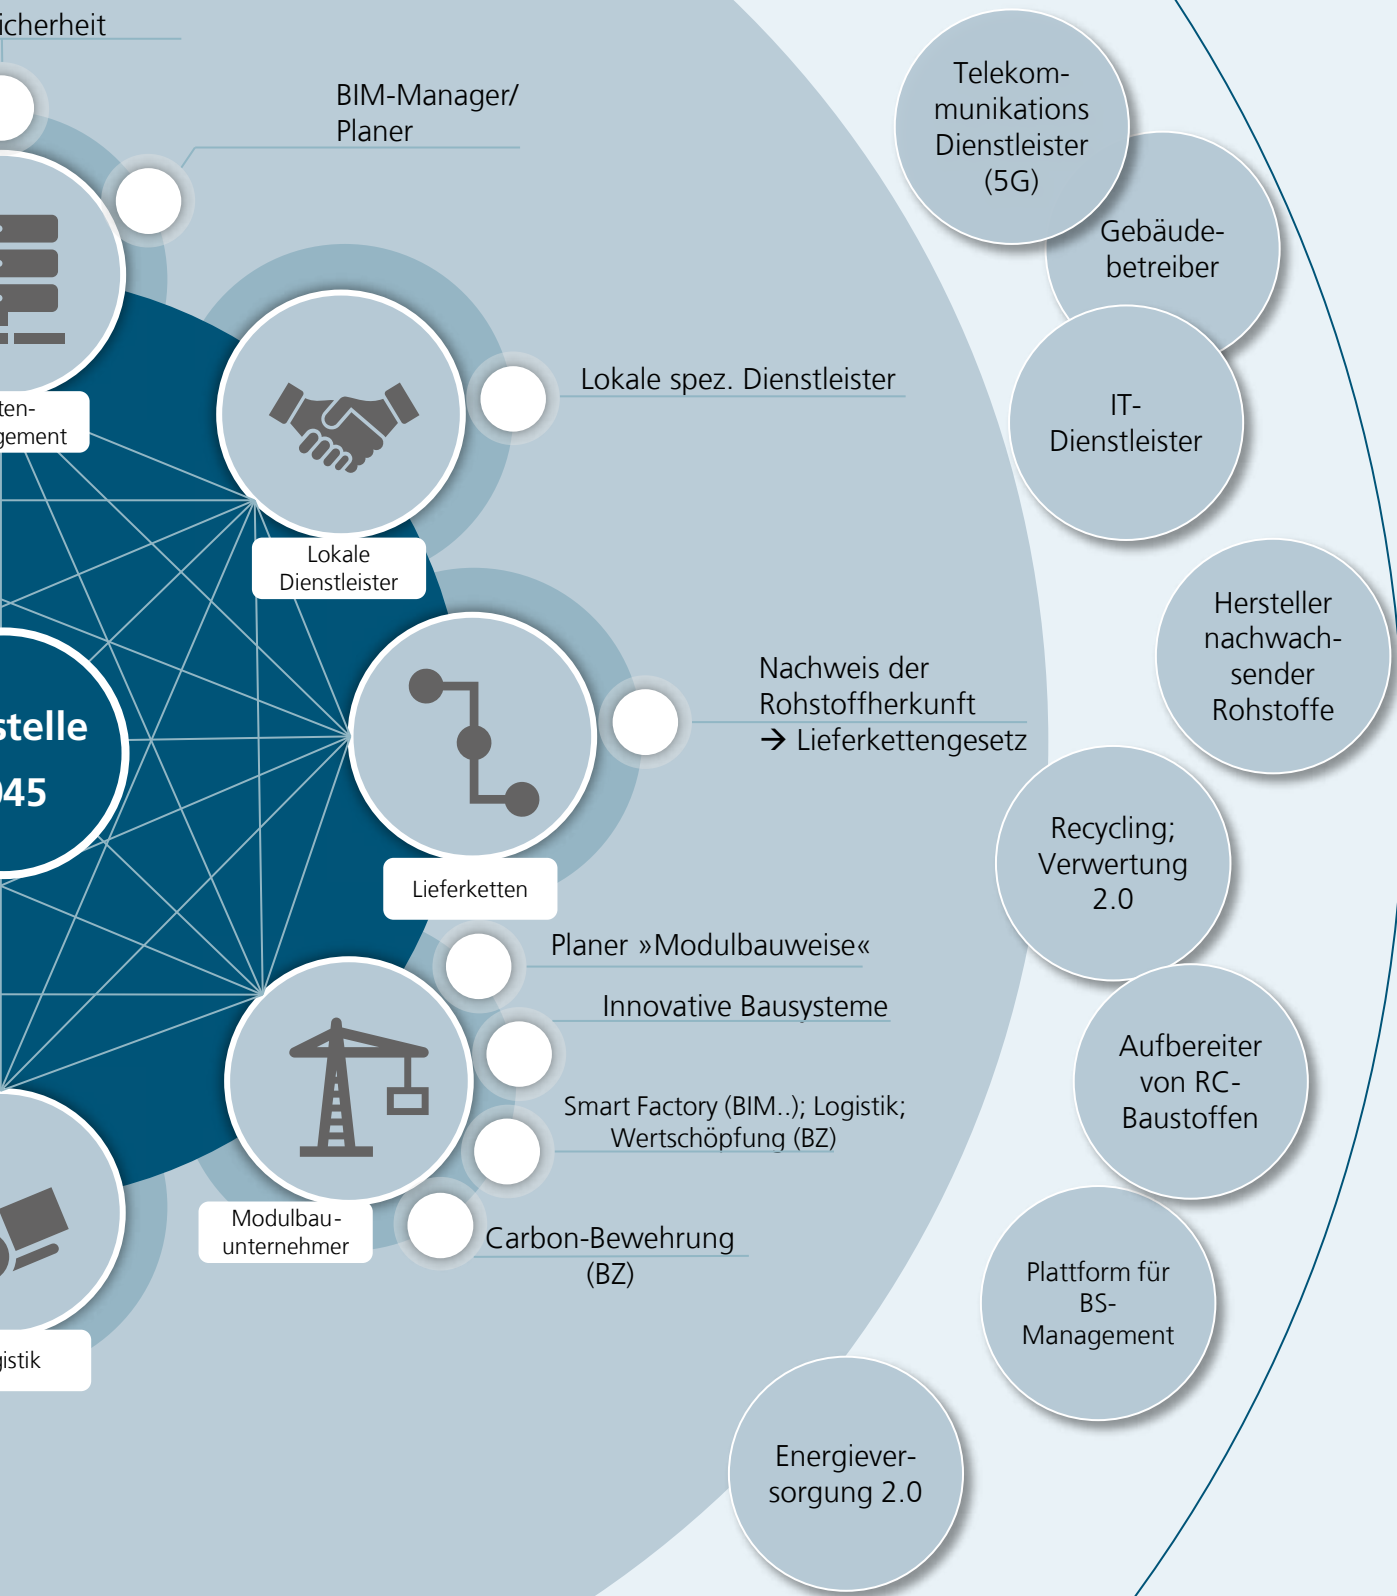 icherheit
BIM-Manager/
Planer
ten-
gement
Lokale spez. Dienstleister
Lokale
Dienstleister
stelle
045
Nachweis der
Rohstoffherkunft
→ Lieferkettengesetz
Lieferketten
Planer »Modulbauweise«
Innovative Bausysteme
Smart Factory (BIM..); Logistik;
Wertschöpfung (BZ)
Carbon-Bewehrung
(BZ)
Modulbau-
unternehmer
gistik
Telekom-
munikations
Dienstleister
(5G)
Gebäude-
betreiber
IT-
Dienstleister
Hersteller
nachwach-
sender
Rohstoffe
Recycling;
Verwertung
2.0
Aufbereiter
von RC-
Baustoffen
Plattform für
BS-
Management
Energiever-
sorgung 2.0